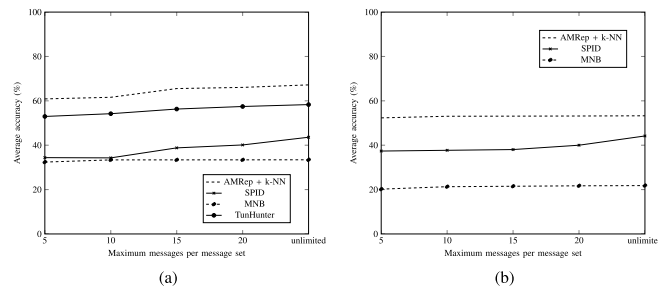 100
80
60
40
20
0
Average accuracy (%)
5 10 15 20 unlimited
Maximum messages per message set
AMRep + k-NN
SPID
MNB
TunHunter
(a)
100
80
60
40
20
0
Average accuracy (%)
5 10 15 20 unlimite
Maximum messages per message set
AMRep + k-NN
SPID
MNB
(b)